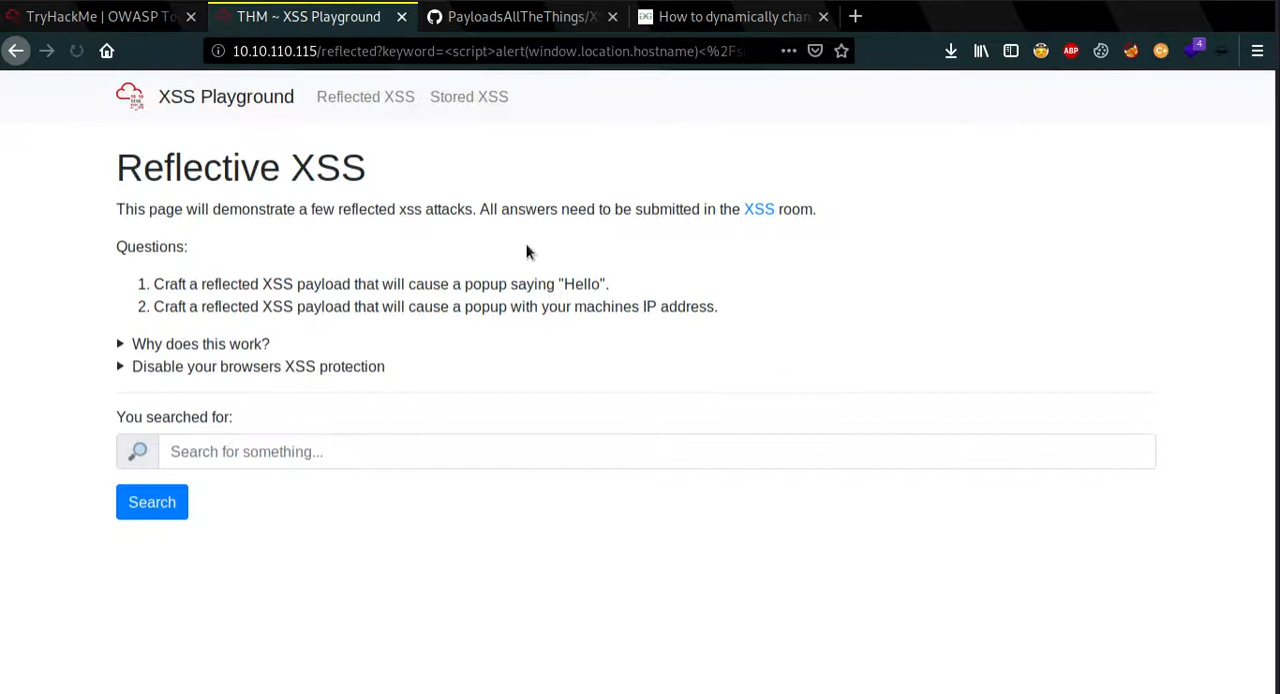 TryHackMe | OWASP To
THM ~ XSS Playground
PayloadsAllTheThings/X
How to dynamically chan
10.10.110.115/reflected?keyword=<script>alert(window.location.hostname)<%2Fs
ABP
4
XSS Playground
Reflected XSS
Stored XSS
Reflective XSS
This page will demonstrate a few reflected xss attacks. All answers need to be submitted in the XSS room.
Questions:
1. Craft a reflected XSS payload that will cause a popup saying "Hello".
2. Craft a reflected XSS payload that will cause a popup with your machines IP address.
Why does this work?
Disable your browsers XSS protection
You searched for:
Search for something...
Search